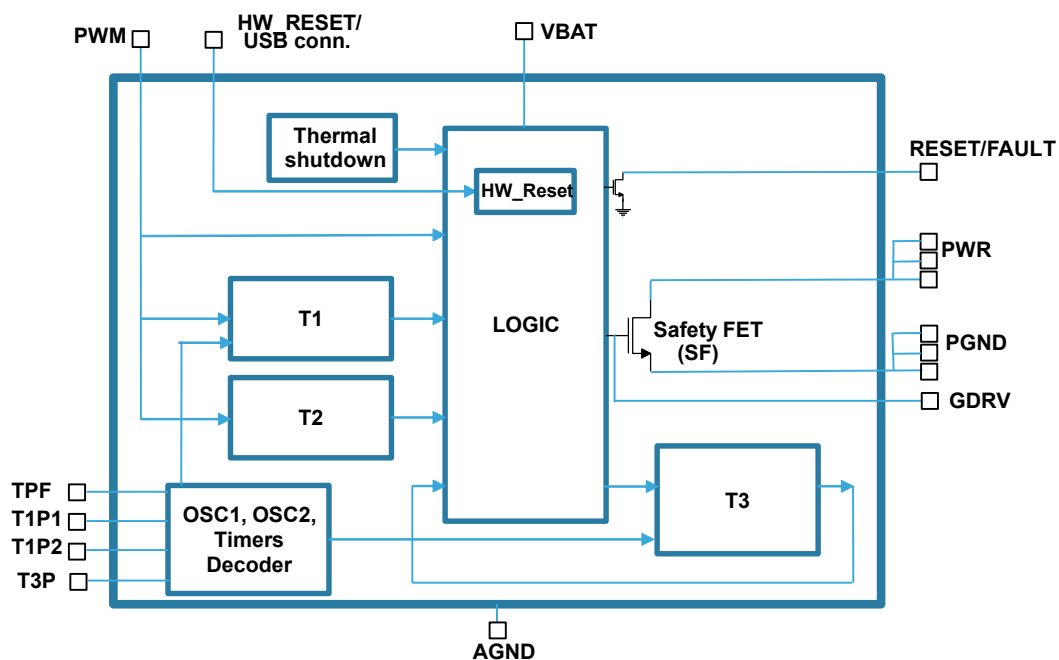 HW_RESET/
USB conn.
PWM
VBAT
Thermal
shutdown
RESET/FAULT
HW_Reset
PWR
T1
LOGIC
Safety FET
(SF)
PGND
GDRV
T2
TPF
T1P1
T1P2
T3P
OSC1, OSC2,
Timers
Decoder
T3
AGND